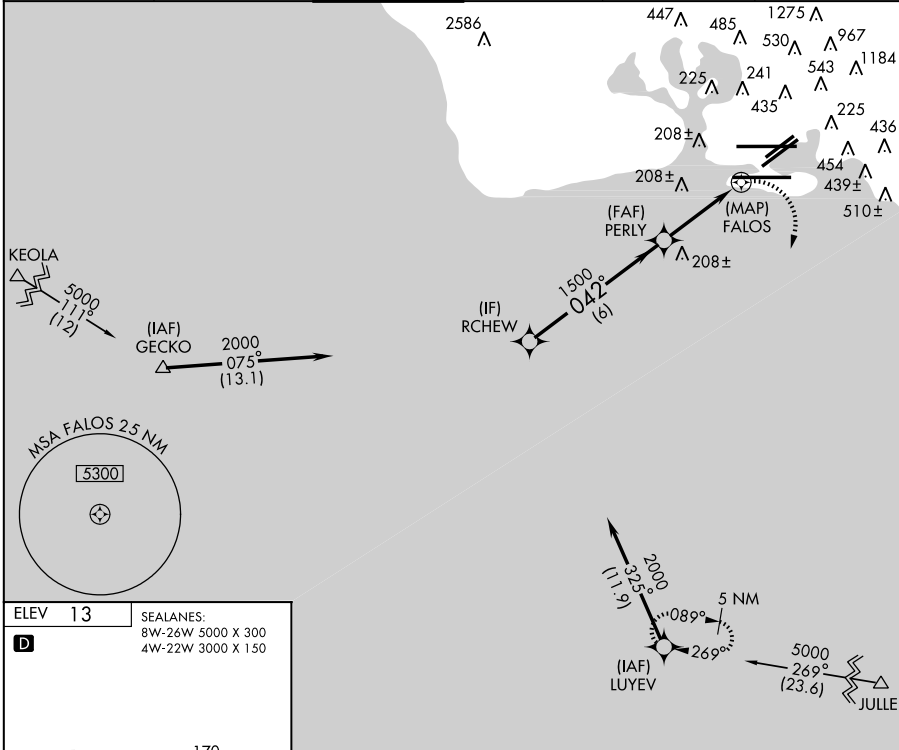 2586
447
485
1275
530
967
1184
225
241
435
543
225
436
208±
454
208±
439±
510±
(MAP)
FALOS
(FAF)
PERLY
208±
KEOLA
5000
111°
(12)
(IAF)
GECKO
2000
075°
(13.1)
(IF)
RCHEW
1500
042°
(6)
MSA FALOS 25 NM
5300
2000
325°
(11.9)
089°
5 NM
269°
(IAF)
LUYEV
5000
269°
(23.6)
JULLE
ELEV 13
D
SEALANES:
8W-26W 5000 X 300
4W-22W 3000 X 150